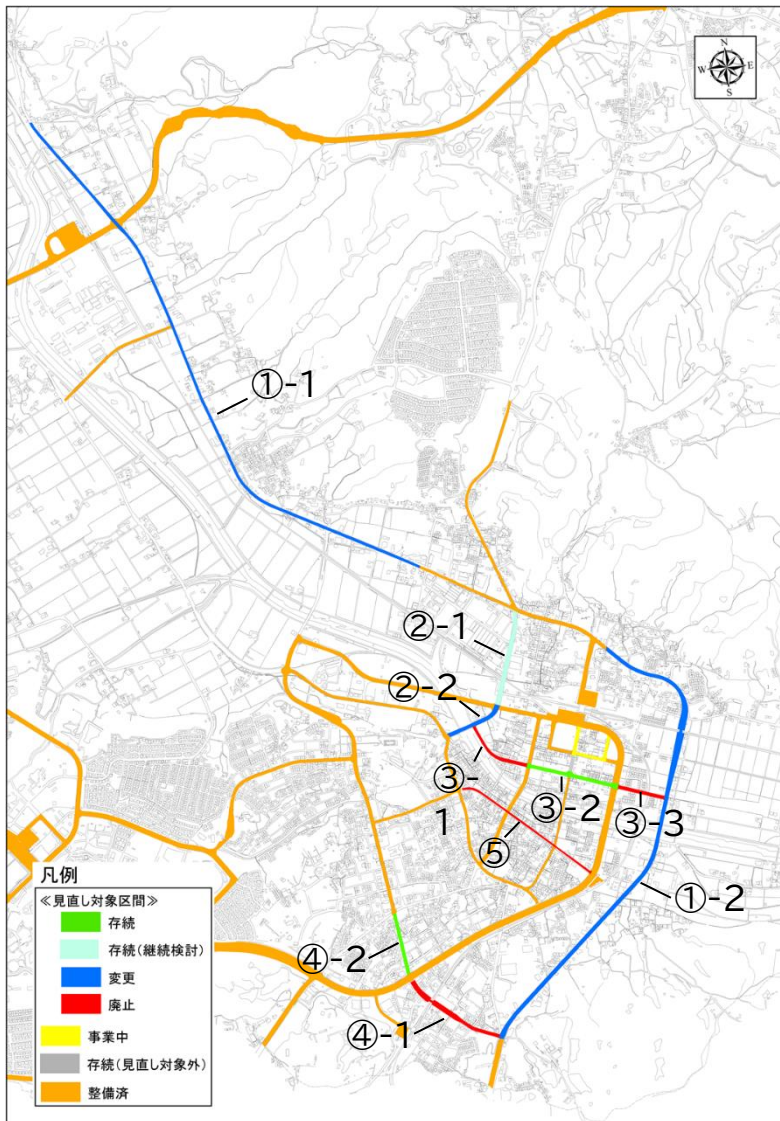 N
W E
S
①-1
②-1
②-2
③-
1
③-2
③-3
⑤
①-2
④-2
④-1
凡例
≪見直し対象区間≫
存続
存続(継続検討)
変更
廃止
事業中
存続(見直し対象外)
整備済